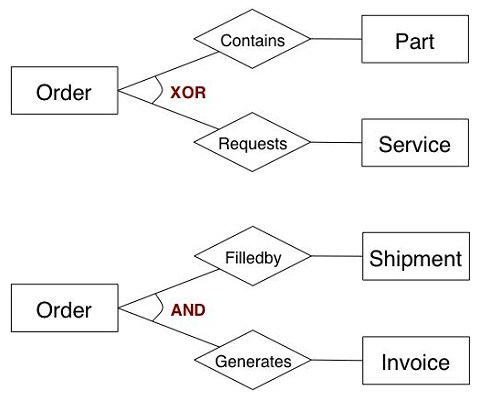 Contains
Part
Order
XOR
Requests
Service
Filledby
Shipment
Order
AND
Generates
Invoice